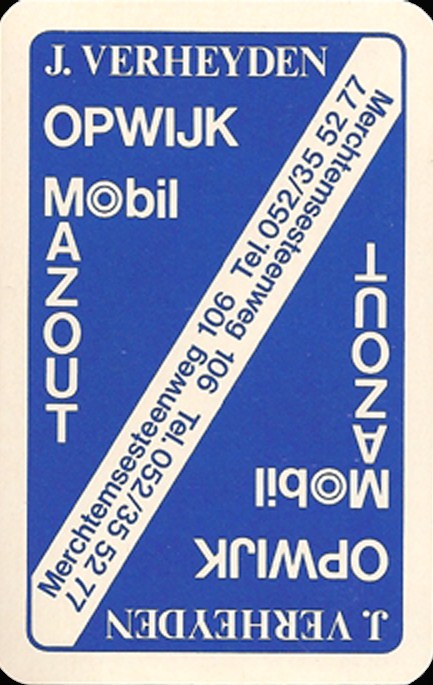 J. VERHEYDEN
OPWIJK
Mobil
MAZOUT
Merchtemsesteenweg 106 Tel. 052/35 52 77
Merchtemsesteenweg 106 Tel. 052/35 52 77
MAZOUT
Mobil
OPWIJK
J. VERHEYDEN